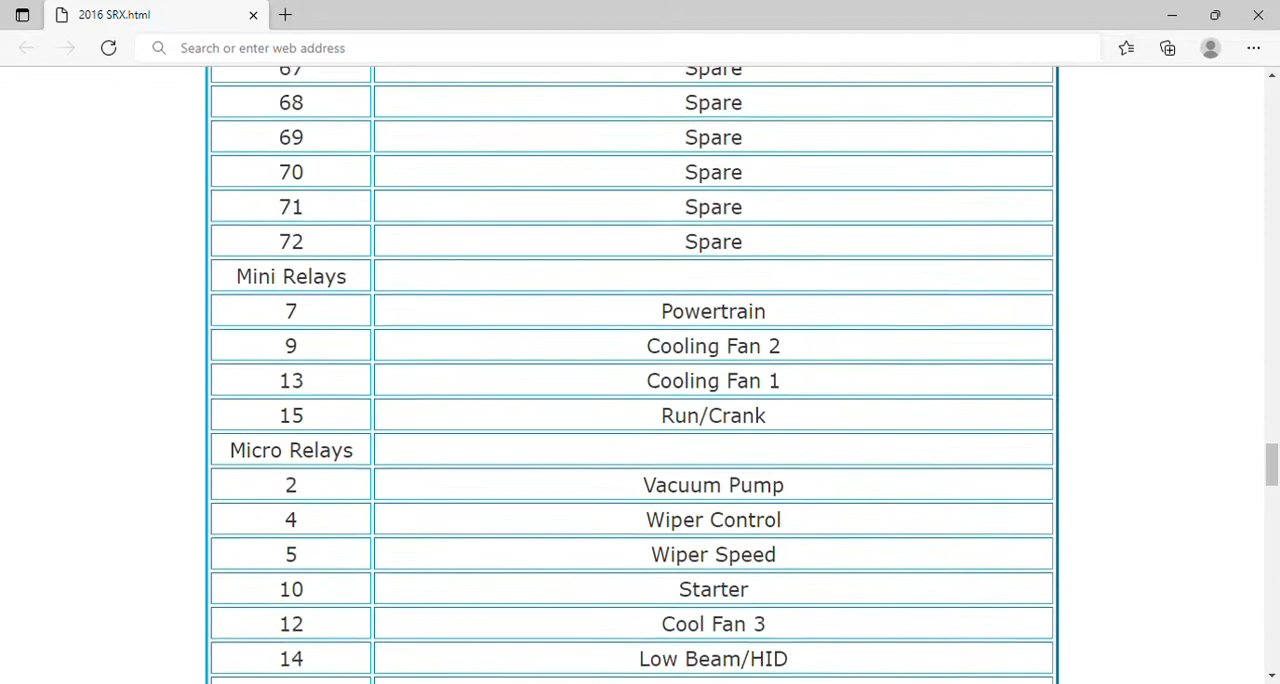 2016 SRX.html
Search or enter web address
67 Spare
68 Spare
69 Spare
70 Spare
71 Spare
72 Spare
Mini Relays
7 Powertrain
9 Cooling Fan 2
13 Cooling Fan 1
15 Run/Crank
Micro Relays
2 Vacuum Pump
4 Wiper Control
5 Wiper Speed
10 Starter
12 Cool Fan 3
14 Low Beam/HID